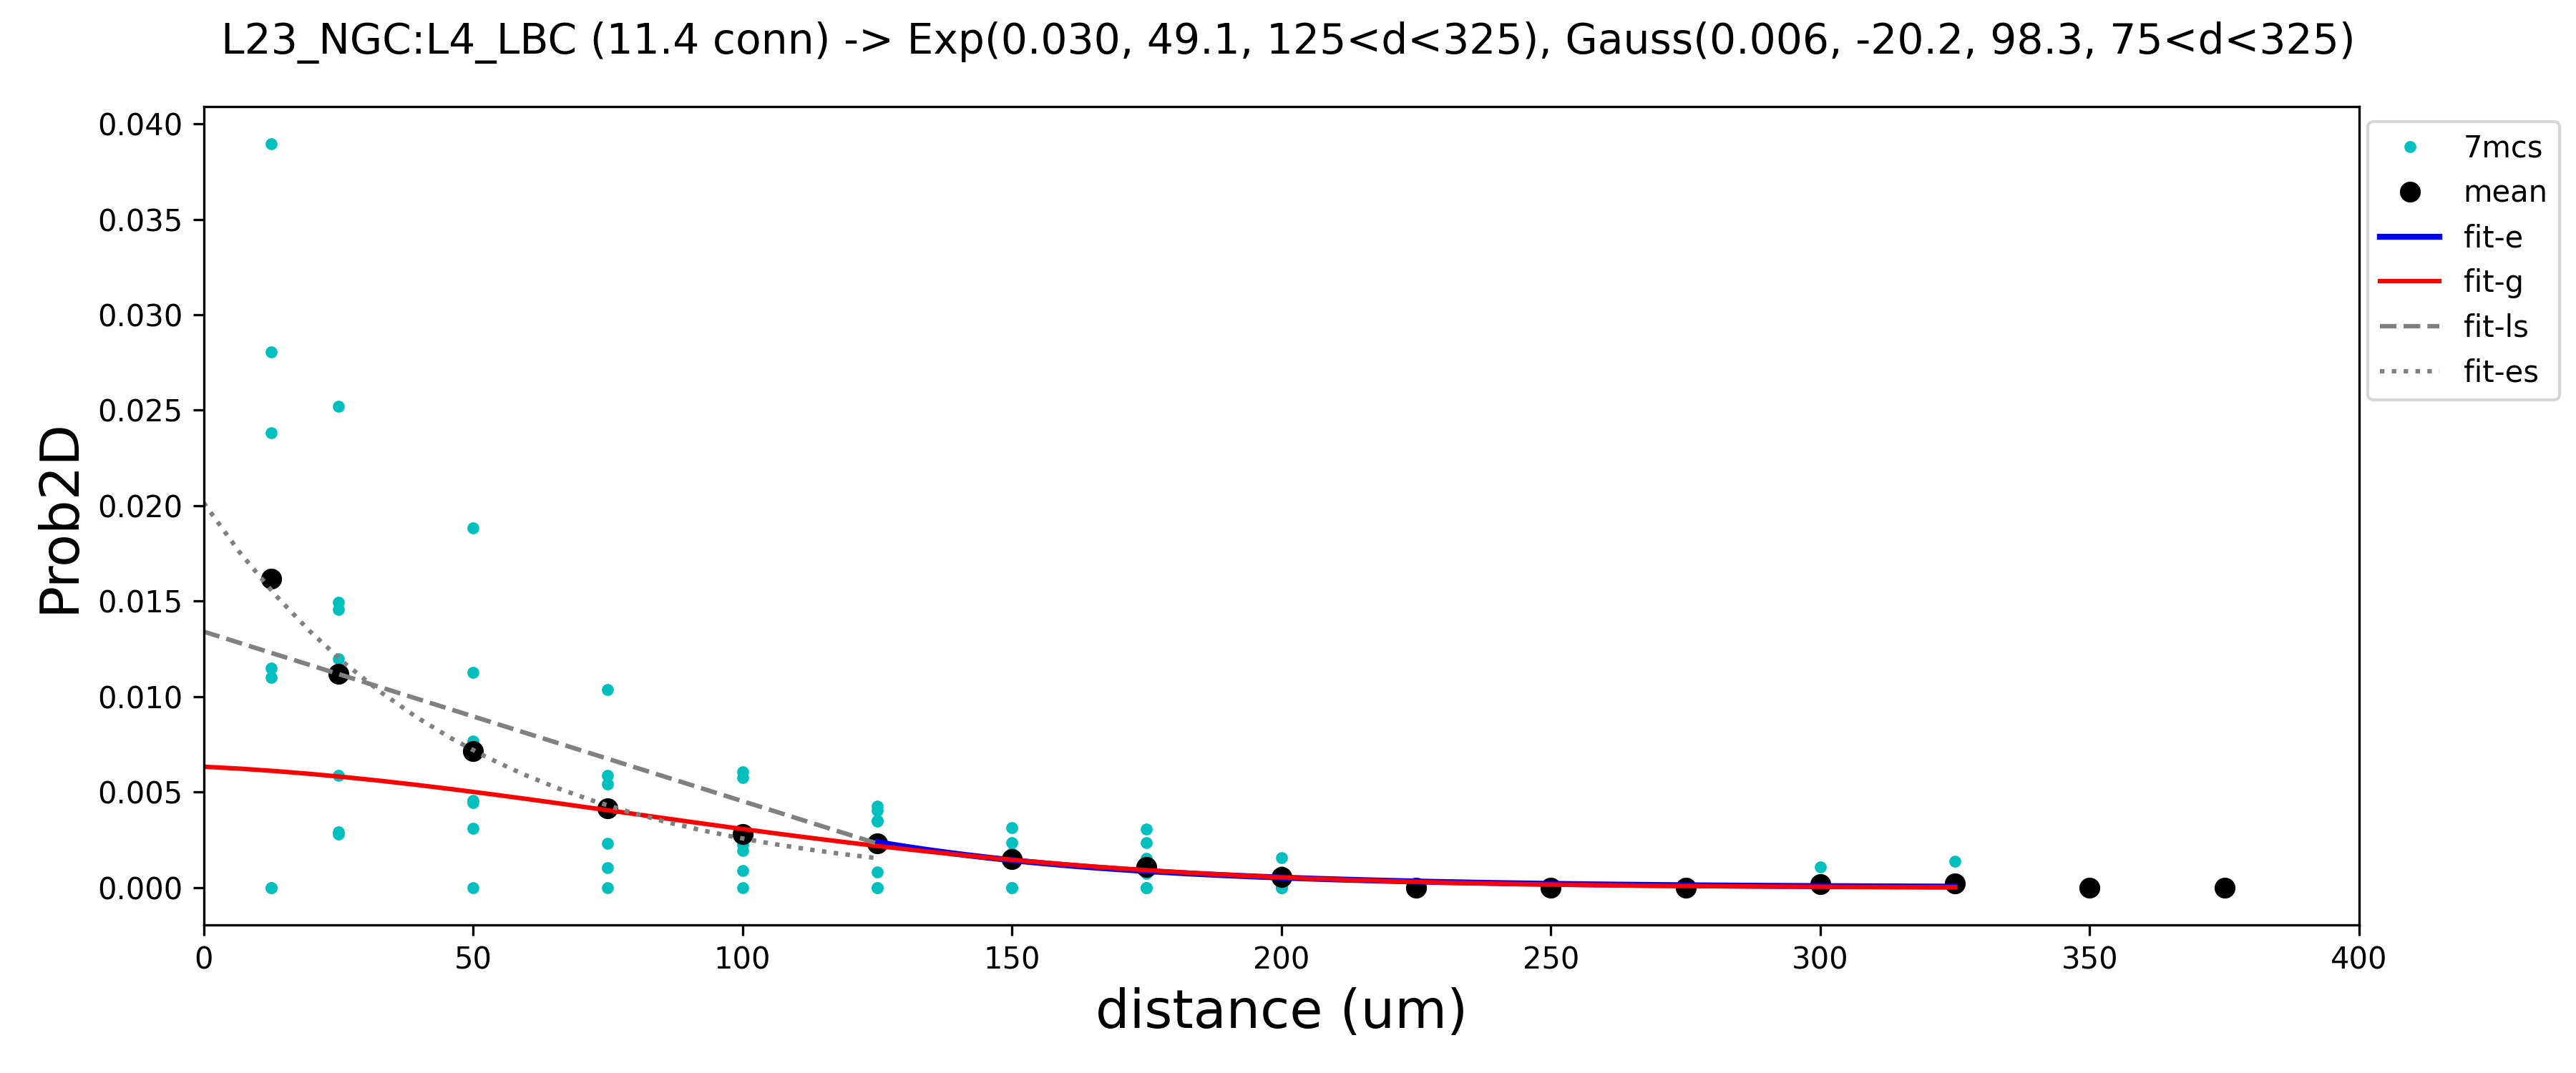 L23_NGC:L4_LBC (11.4 conn) -> Exp(0.030, 49.1, 125<d<325), Gauss(0.006, -20.2, 98.3, 75<d<325)
0.040
0.035
0.030
0.025
0.020
0.015
0.010
0.005
0.000
Prob2D
0 50 100 150 200 250 300 350 400
distance (um)
7mcs
mean
fit-e
fit-g
fit-ls
fit-es